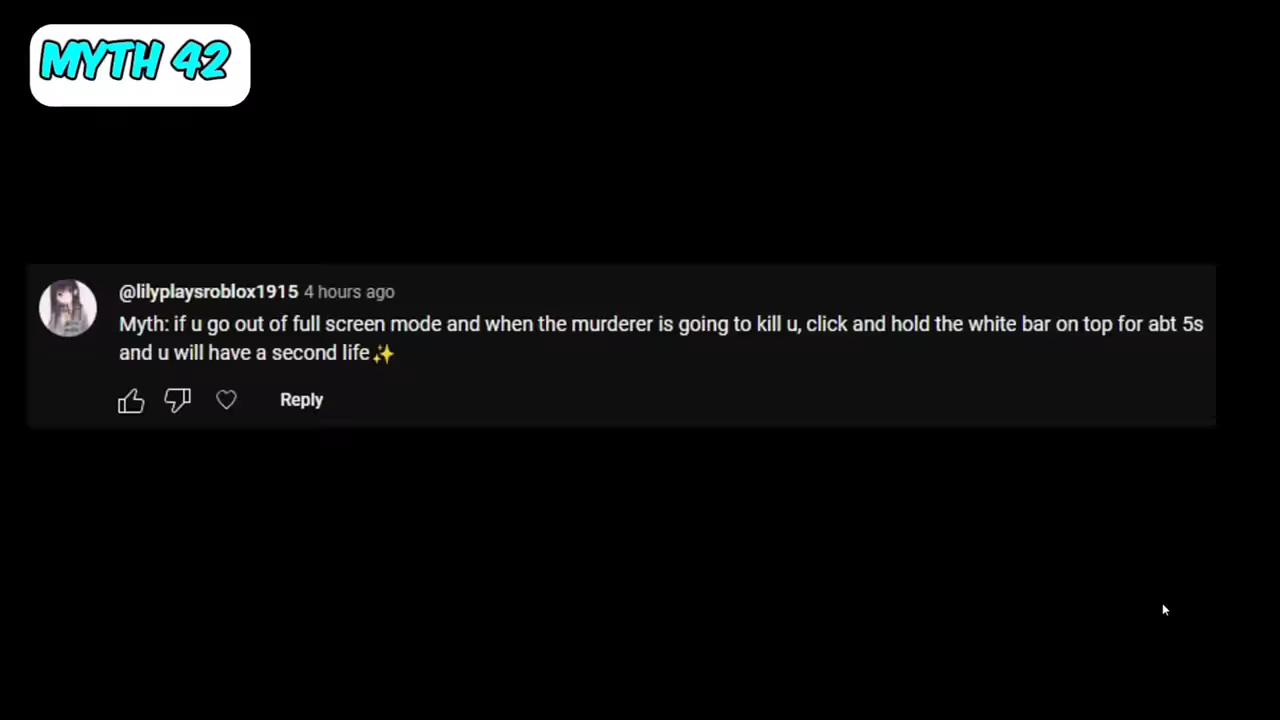 MYTH 42
@lilyplaysroblox1915 4 hours ago
Myth: if u go out of full screen mode and when the murderer is going to kill u, click and hold the white bar on top for abt 5s
and u will have a second life✨
Reply